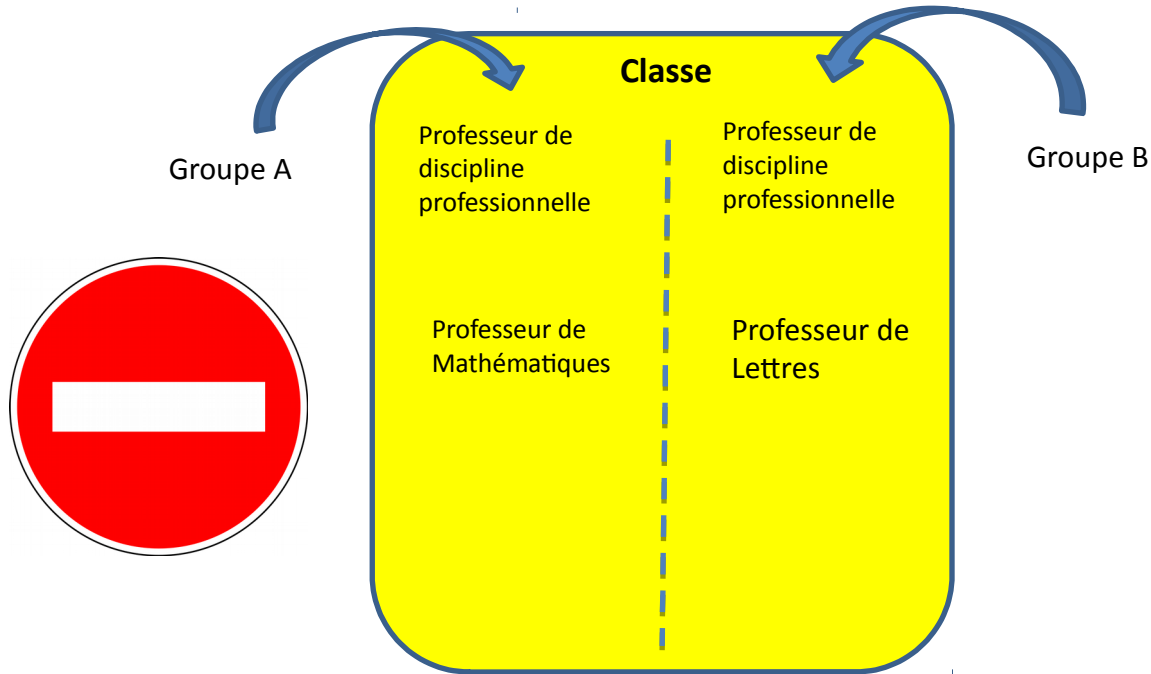 Classe
Groupe A
Professeur de
discipline
professionnelle
Professeur de
Mathématiques
Professeur de
discipline
professionnelle
Professeur de
Lettres
Groupe B